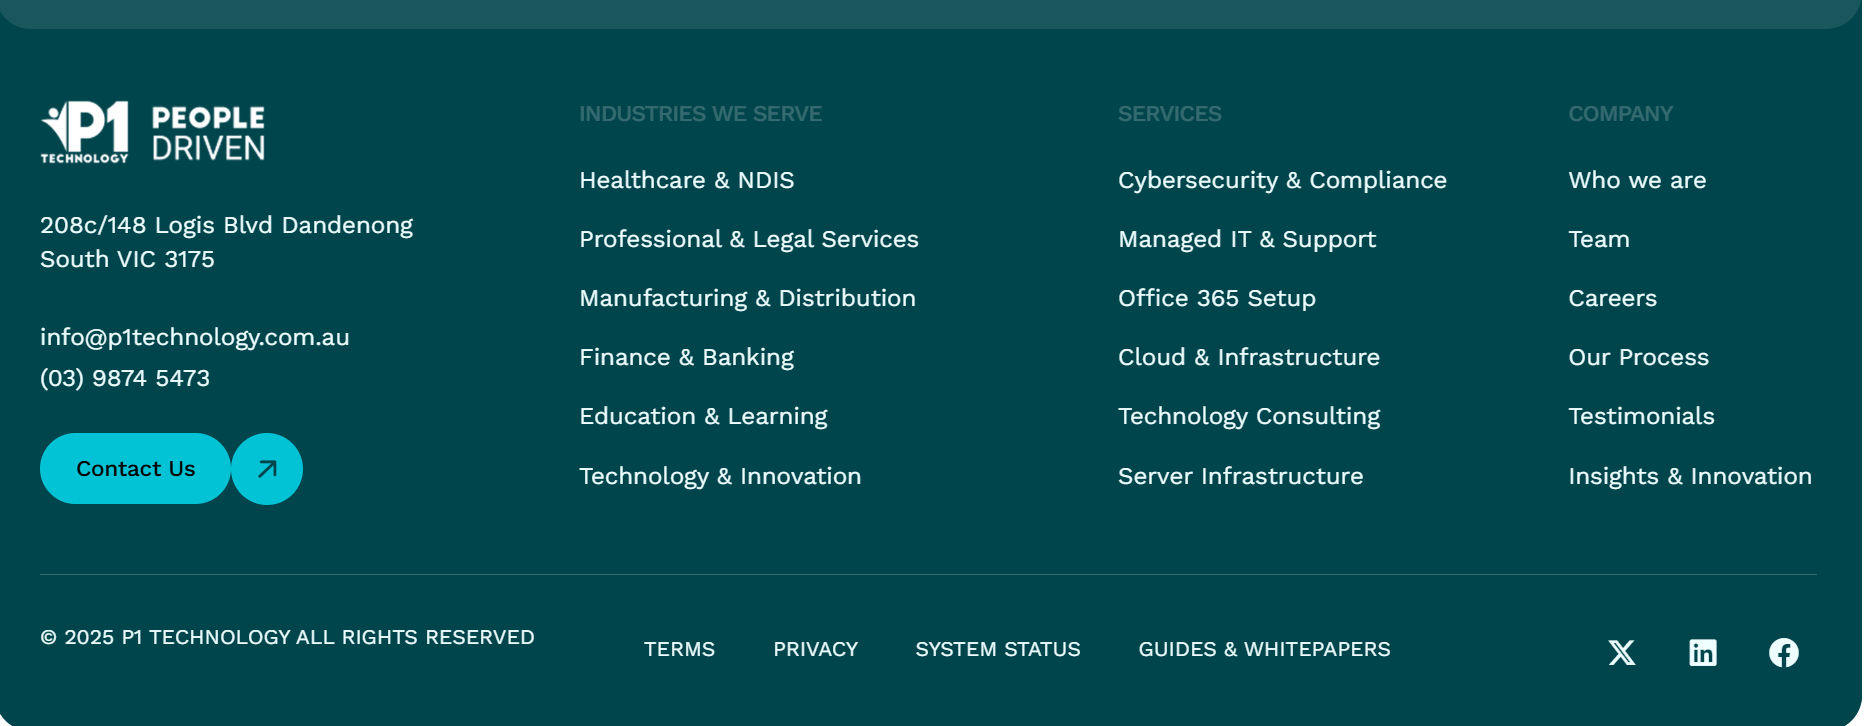 P1
TECHNOLOGY
PEOPLE
DRIVEN
208c/148 Logis Blvd Dandenong
South VIC 3175
info@p1technology.com.au
(03) 9874 5473
Contact Us
INDUSTRIES WE SERVE
Healthcare & NDIS
Professional & Legal Services
Manufacturing & Distribution
Finance & Banking
Education & Learning
Technology & Innovation
SERVICES
Cybersecurity & Compliance
Managed IT & Support
Office 365 Setup
Cloud & Infrastructure
Technology Consulting
Server Infrastructure
COMPANY
Who we are
Team
Careers
Our Process
Testimonials
Insights & Innovation
© 2025 P1 TECHNOLOGY ALL RIGHTS RESERVED
TERMS
PRIVACY
SYSTEM STATUS
GUIDES & WHITEPAPERS